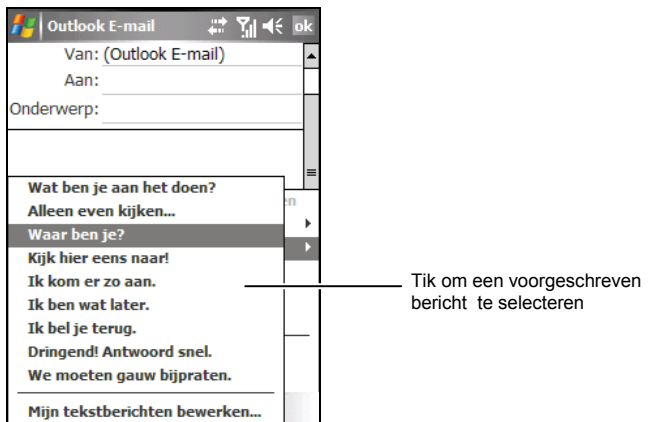 Outlook E-mail ok
Van: (Outlook E-mail)
Aan:
Onderwerp:
Wat ben je aan het doen?
Alleen even kijken...
Waar ben je?
Kijk hier eens naar!
Ik kom er zo aan.
Ik ben wat later.
Ik bel je terug.
Dringend! Antwoord snel.
We moeten gauw bijpraten.
Mijn tekstberichten bewerken...
Tik om een voorgeschreven
bericht te selecteren